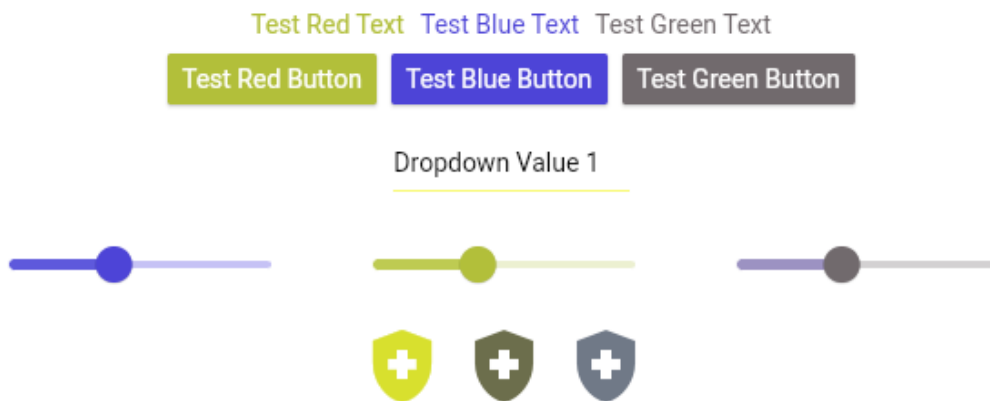 Test Red Text Test Blue Text Test Green Text
Test Red Button Test Blue Button Test Green Button
Dropdown Value 1